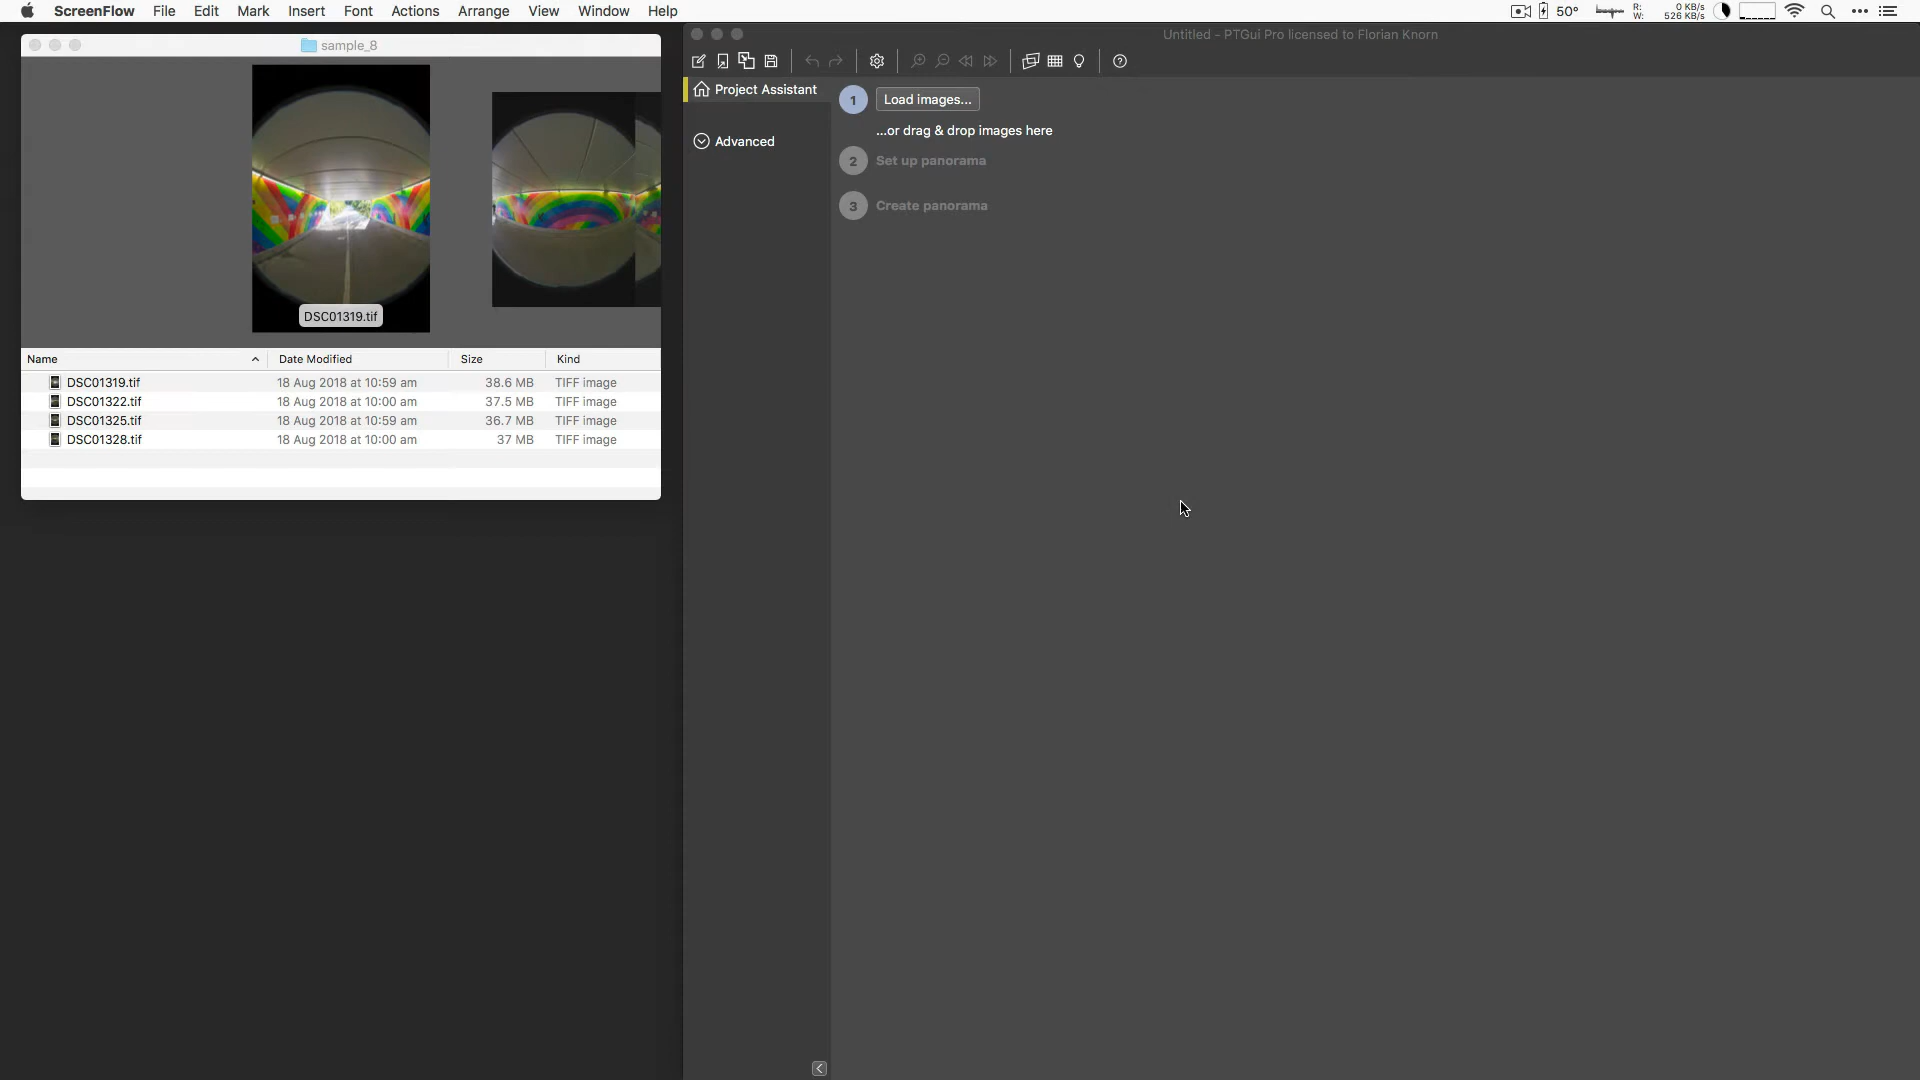 ScreenFlow File Edit Mark Insert Font Actions Arrange View Window Help
50° R: 0 KB/s
W: 526 KB/s
sample_8
DSC01319.tif
Name Date Modified Size Kind
DSC01319.tif 18 Aug 2018 at 10:59 am 38.6 MB TIFF image
DSC01322.tif 18 Aug 2018 at 10:00 am 37.5 MB TIFF image
DSC01325.tif 18 Aug 2018 at 10:59 am 36.7 MB TIFF image
DSC01328.tif 18 Aug 2018 at 10:00 am 37 MB TIFF image
Untitled - PTGui Pro licensed to Florian Knorn
Project Assistant
Advanced
1 Load images...
...or drag & drop images here
2 Set up panorama
3 Create panorama